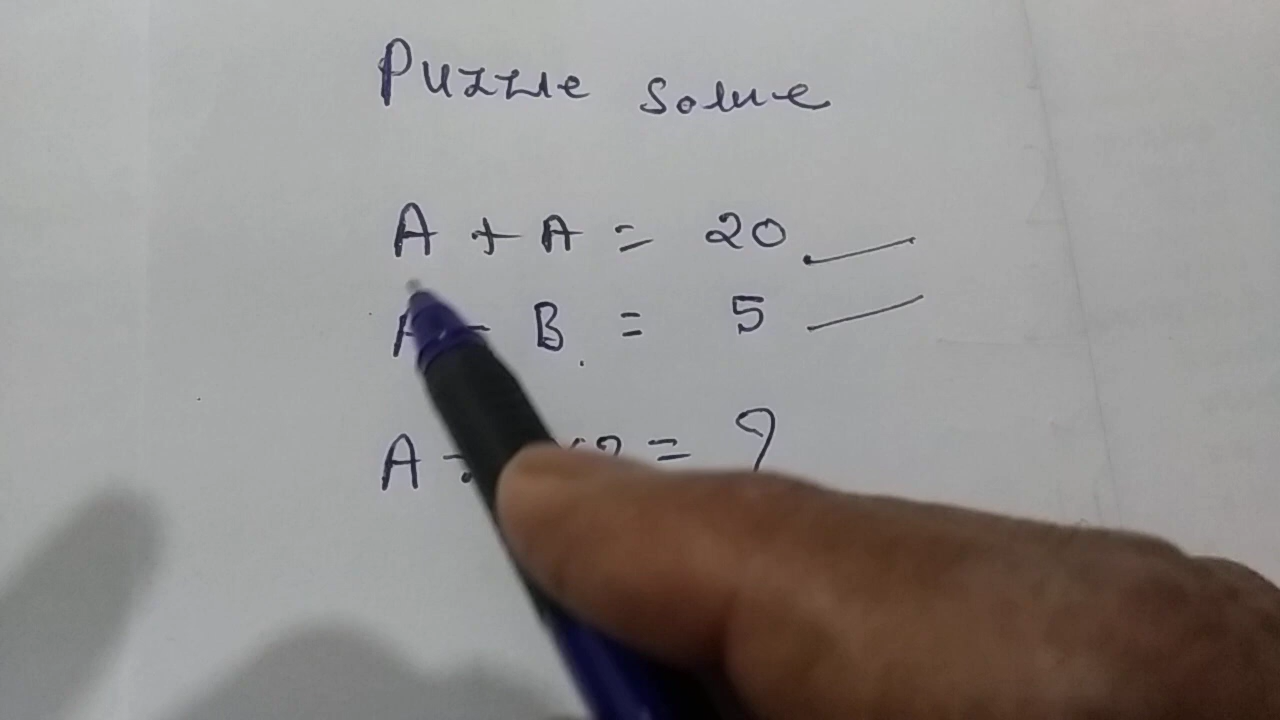 Puzzle Solve
A + A = 20
A - B = 5
A ÷ = ?